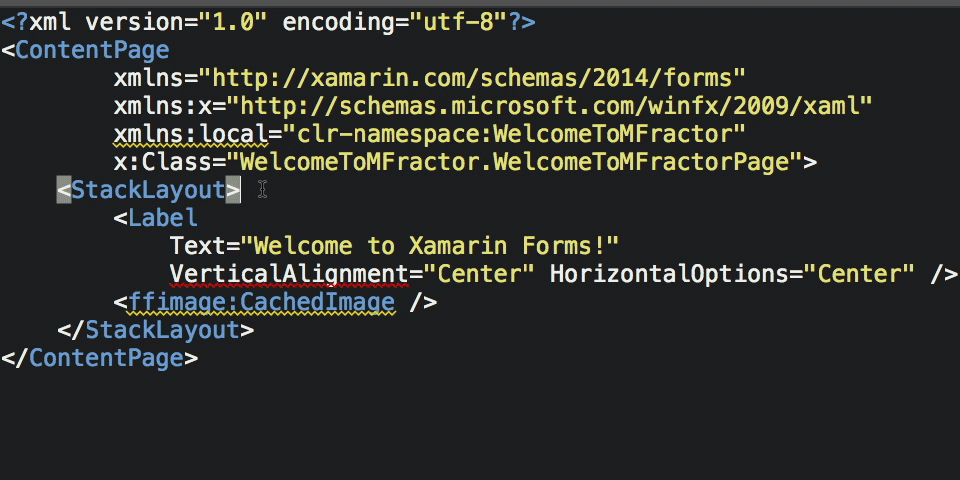 <?xml version="1.0" encoding="utf-8"?>
<ContentPage
xmlns="http://xamarin.com/schemas/2014/forms"
xmlns:x="http://schemas.microsoft.com/winfx/2009/xaml"
xmlns:local="clr-namespace:WelcomeToMFractor"
x:Class="WelcomeToMFractor.WelcomeToMFractorPage">
<StackLayout>
<Label
Text="Welcome to Xamarin Forms!"
VerticalAlignment="Center" HorizontalOptions="Center" />
<ffimage:CachedImage />
</StackLayout>
</ContentPage>